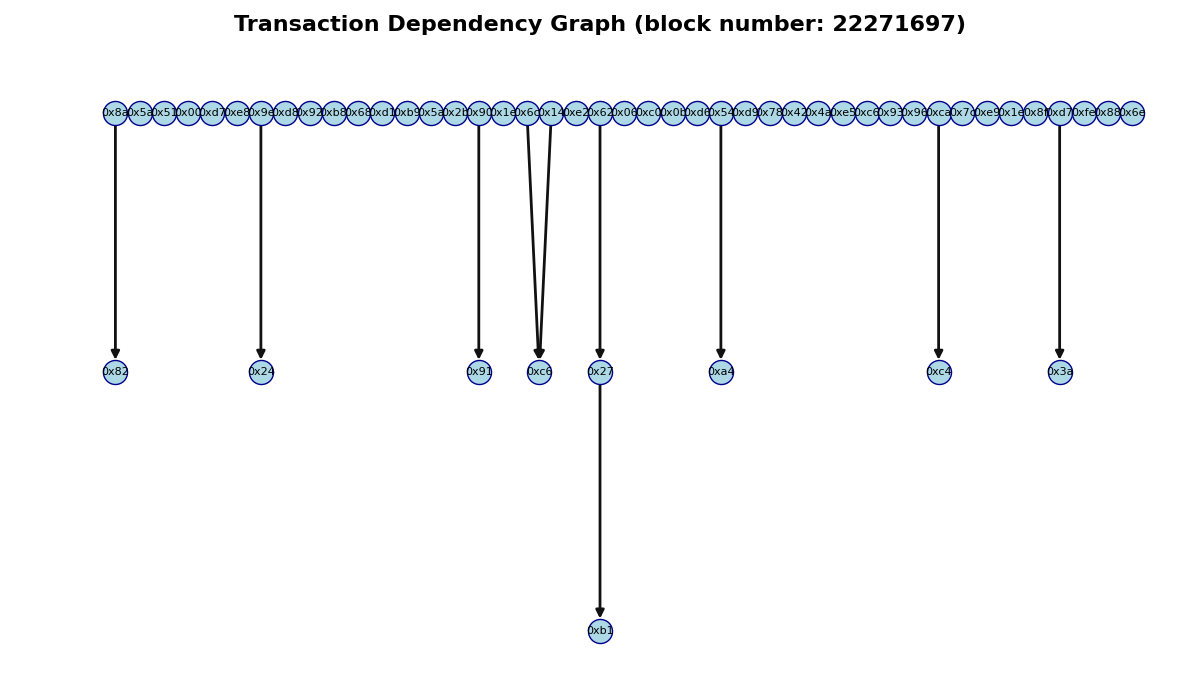 Transaction Dependency Graph (block number: 22271697)
0x8a 0x5a 0x51 0x00 0xd7 0xe8 0x9e 0xd8 0x92 0xb8 0x68 0xd1 0xb9 0x5a 0x2b 0x90 0x1e 0x6c 0x14 0xe2 0x62 0x06 0xc0 0x0b 0xd6 0x54 0xd9 0x78 0x42 0x4a 0xe5 0xc6 0x93 0x96 0xca 0x7c 0xe9 0x1e 0x8f 0xd7 0xfe 0x88 0x6e
0x82 0x24 0x91 0xc6 0x27 0xa4 0xc4 0x3a
0xb1